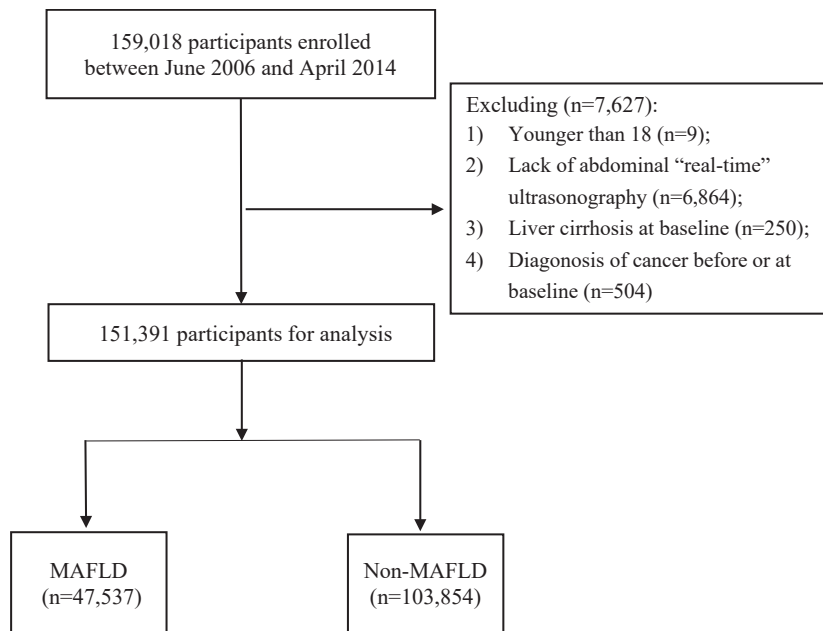 159,018 participants enrolled
between June 2006 and April 2014
Excluding (n=7,627):
1) Younger than 18 (n=9);
2) Lack of abdominal “real-time”
ultrasonography (n=6,864);
3) Liver cirrhosis at baseline (n=250);
4) Diagonosis of cancer before or at
baseline (n=504)
151,391 participants for analysis
MAFLD
(n=47,537)
Non-MAFLD
(n=103,854)